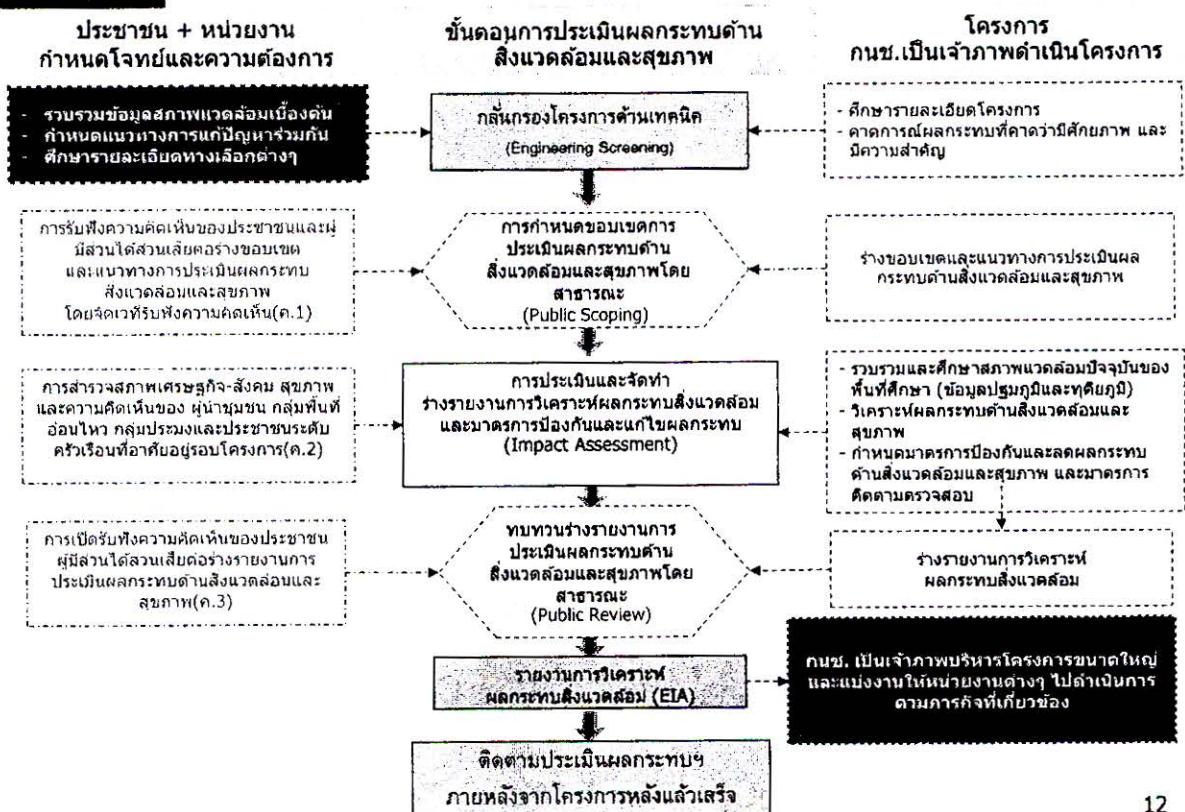 ประชาชน + หน่วยงาน
กำหนดโจทย์และความต้องการ
ขั้นตอนการประเมินผลกระทบด้าน
สิ่งแวดล้อมและสุขภาพ
โครงการ
กนช.เป็นเจ้าภาพดำเนินโครงการ
- รวบรวมข้อมูลสภาพแวดล้อมเบื้องต้น
- กำหนดแนวทางการแก้ปัญหาร่วมกัน
- ศึกษารายละเอียดทางเลือกต่างๆ
กลั่นกรองโครงการด้านเทคนิค
(Engineering Screening)
- ศึกษารายละเอียดโครงการ
- คาดการณ์ผลกระทบที่คาดว่ามีศักยภาพ และ
มีความสำคัญ
การรับฟังความคิดเห็นของประชาชนและผู้
มีส่วนได้ส่วนเสียต่อร่างขอบเขต
และแนวทางการประเมินผลกระทบ
สิ่งแวดล้อมและสุขภาพ
โดยจัดเวทีรับฟังความคิดเห็น(ค.1)
การกำหนดขอบเขตการ
ประเมินผลกระทบด้าน
สิ่งแวดล้อมและสุขภาพโดย
สาธารณะ
(Public Scoping)
ร่างขอบเขตและแนวทางการประเมินผล
กระทบด้านสิ่งแวดล้อมและสุขภาพ
การสำรวจสภาพเศรษฐกิจ-สังคม สุขภาพ
และความคิดเห็นของ ผู้นำชุมชน กลุ่มพื้นที่
อ่อนไหว กลุ่มประมงและประชาชนระดับ
ครัวเรือนที่อาศัยอยู่รอบโครงการ(ค.2)
การประเมินและจัดทำ
ร่างรายงานการวิเคราะห์ผลกระทบสิ่งแวดล้อม
และมาตรการป้องกันและแก้ไขผลกระทบ
(Impact Assessment)
- รวบรวมและศึกษาสภาพแวดล้อมปัจจุบันของ
พื้นที่ศึกษา (ข้อมูลปฐมภูมิและทุติยภูมิ)
- วิเคราะห์ผลกระทบด้านสิ่งแวดล้อมและ
สุขภาพ
- กำหนดมาตรการป้องกันและลดผลกระทบ
ด้านสิ่งแวดล้อมและสุขภาพ และมาตรการ
ติดตามตรวจสอบ
การเปิดรับฟังความคิดเห็นของประชาชน
ผู้มีส่วนได้ส่วนเสียต่อร่างรายงานการ
ประเมินผลกระทบด้านสิ่งแวดล้อมและ
สุขภาพ(ค.3)
ทบทวนร่างรายงานการ
ประเมินผลกระทบด้าน
สิ่งแวดล้อมและสุขภาพโดย
สาธารณะ
(Public Review)
ร่างรายงานการวิเคราะห์
ผลกระทบสิ่งแวดล้อม
รายงานการวิเคราะห์
ผลกระทบสิ่งแวดล้อม (EIA)
กนช. เป็นเจ้าภาพบริหารโครงการขนาดใหญ่
และแบ่งงานให้หน่วยงานต่างๆ ไปดำเนินการ
ตามภารกิจที่เกี่ยวข้อง
ติดตามประเมินผลกระทบฯ
ภายหลังจากโครงการหลังแล้วเสร็จ
12